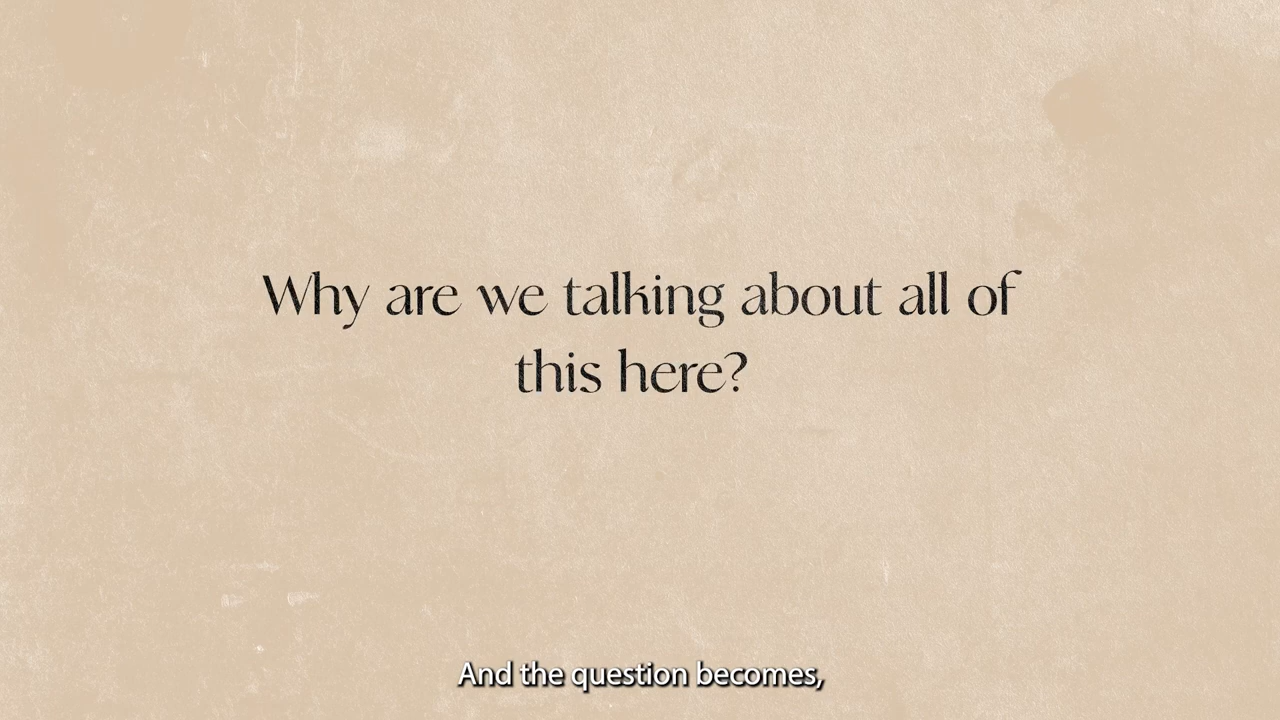 Why are we talking about all of
this here?
And the question becomes,